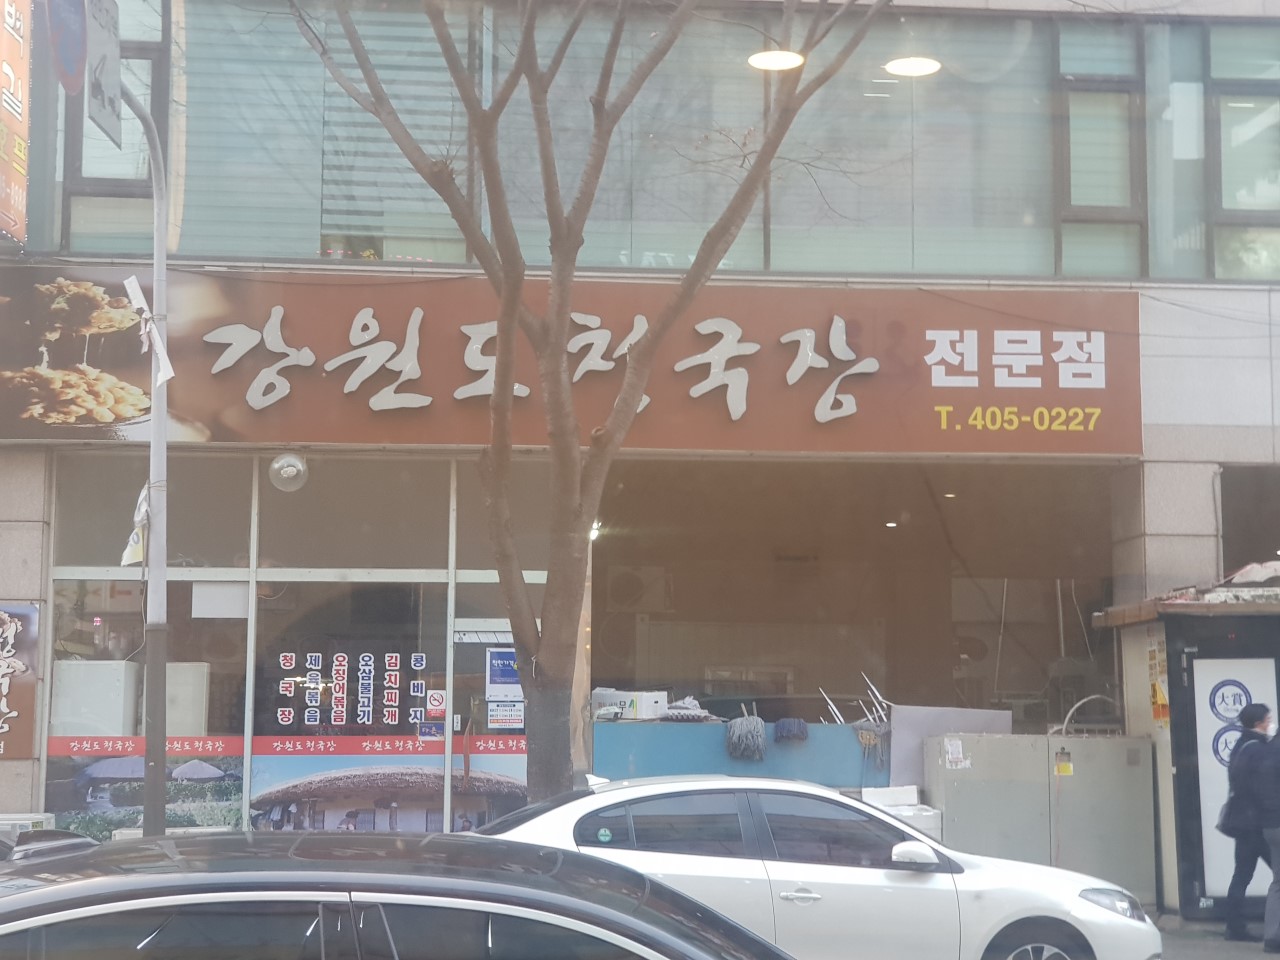 강원도청국장 전문점
T. 405-0227
청국장
제육볶음
오징어볶음
오삼불고기
김치찌개
콩비지
강원도청국장
강원도청국장
강원도청국장
강원도청국
大賞